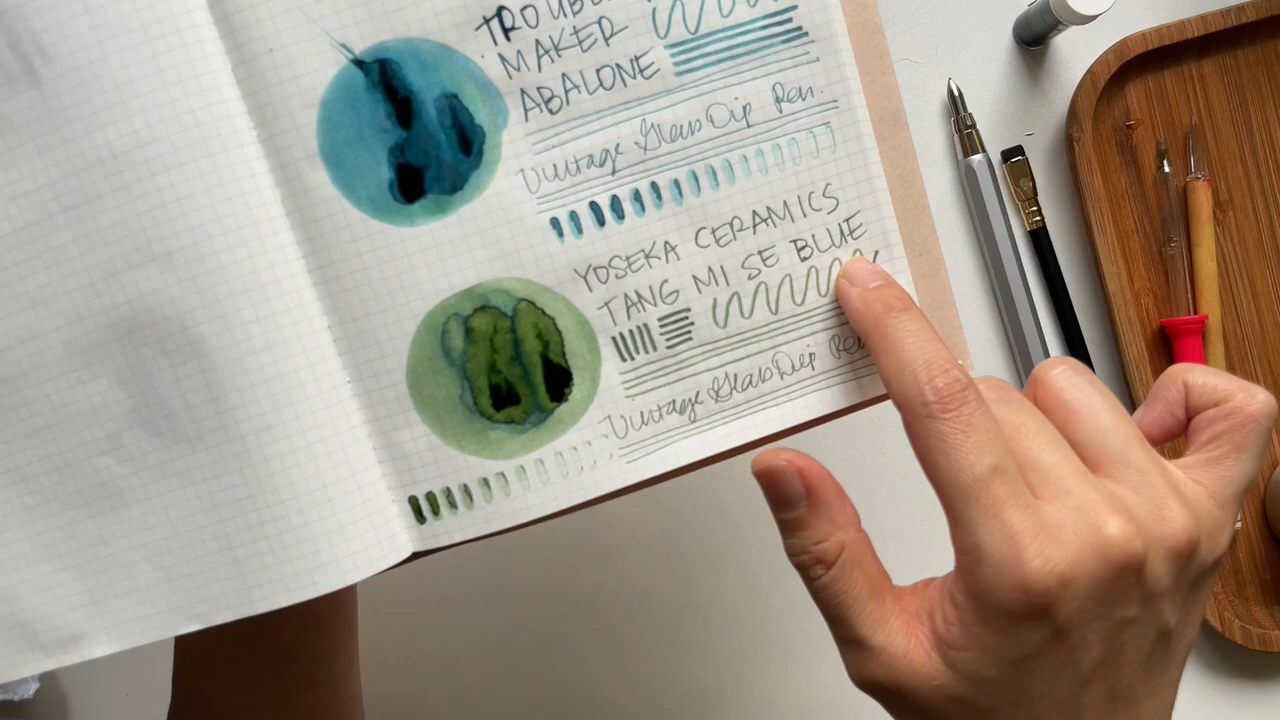 MAKER
ABALONE
Vintage Glass Dip Pen.
YOSEKA CERAMICS
TANG MI SE BLUE
Vintage Glass Dip